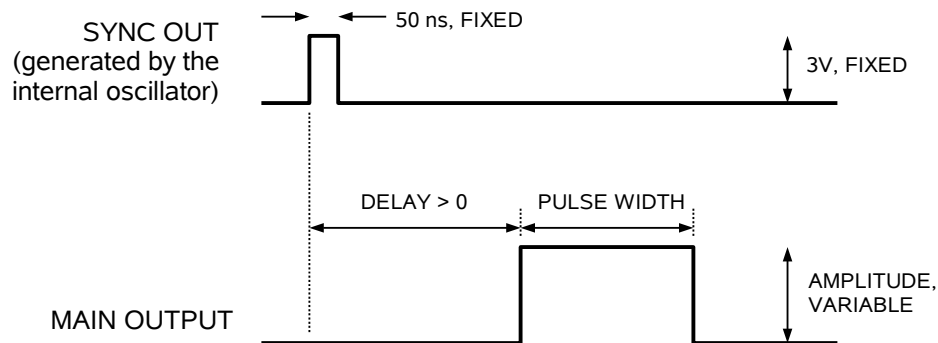 50 ns, FIXED
SYNC OUT
(generated by the
internal oscillator)
3V, FIXED
DELAY > 0
PULSE WIDTH
AMPLITUDE,
VARIABLE
MAIN OUTPUT